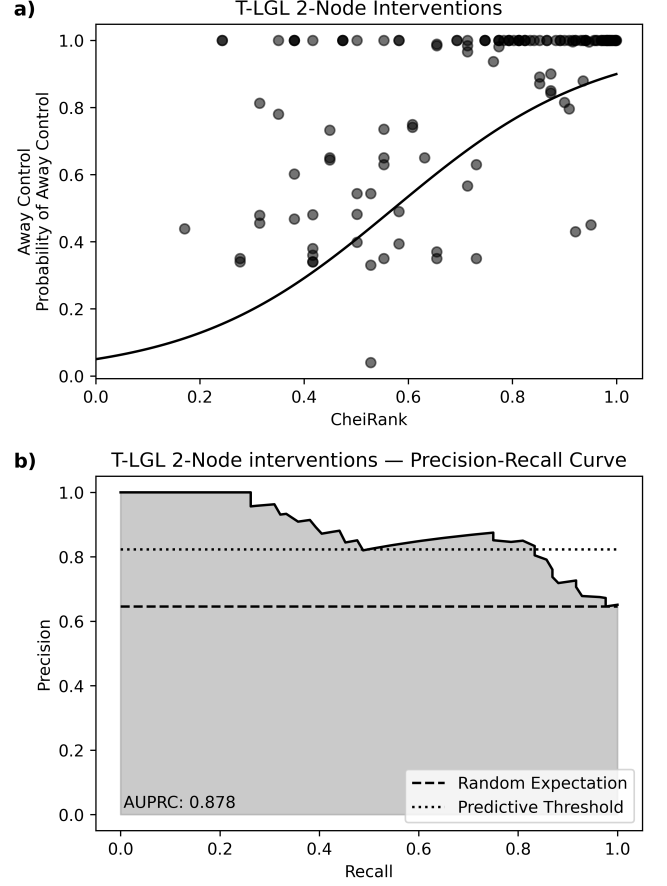 a)
T-LGL 2-Node Interventions
Away Control
Probability of Away Control
1.0
0.8
0.6
0.4
0.2
0.0
0.0 0.2 0.4 0.6 0.8 1.0
CheiRank
b)
T-LGL 2-Node interventions — Precision-Recall Curve
Precision
1.0
0.8
0.6
0.4
0.2
0.0
AUPRC: 0.878
Random Expectation
Predictive Threshold
0.0 0.2 0.4 0.6 0.8 1.0
Recall